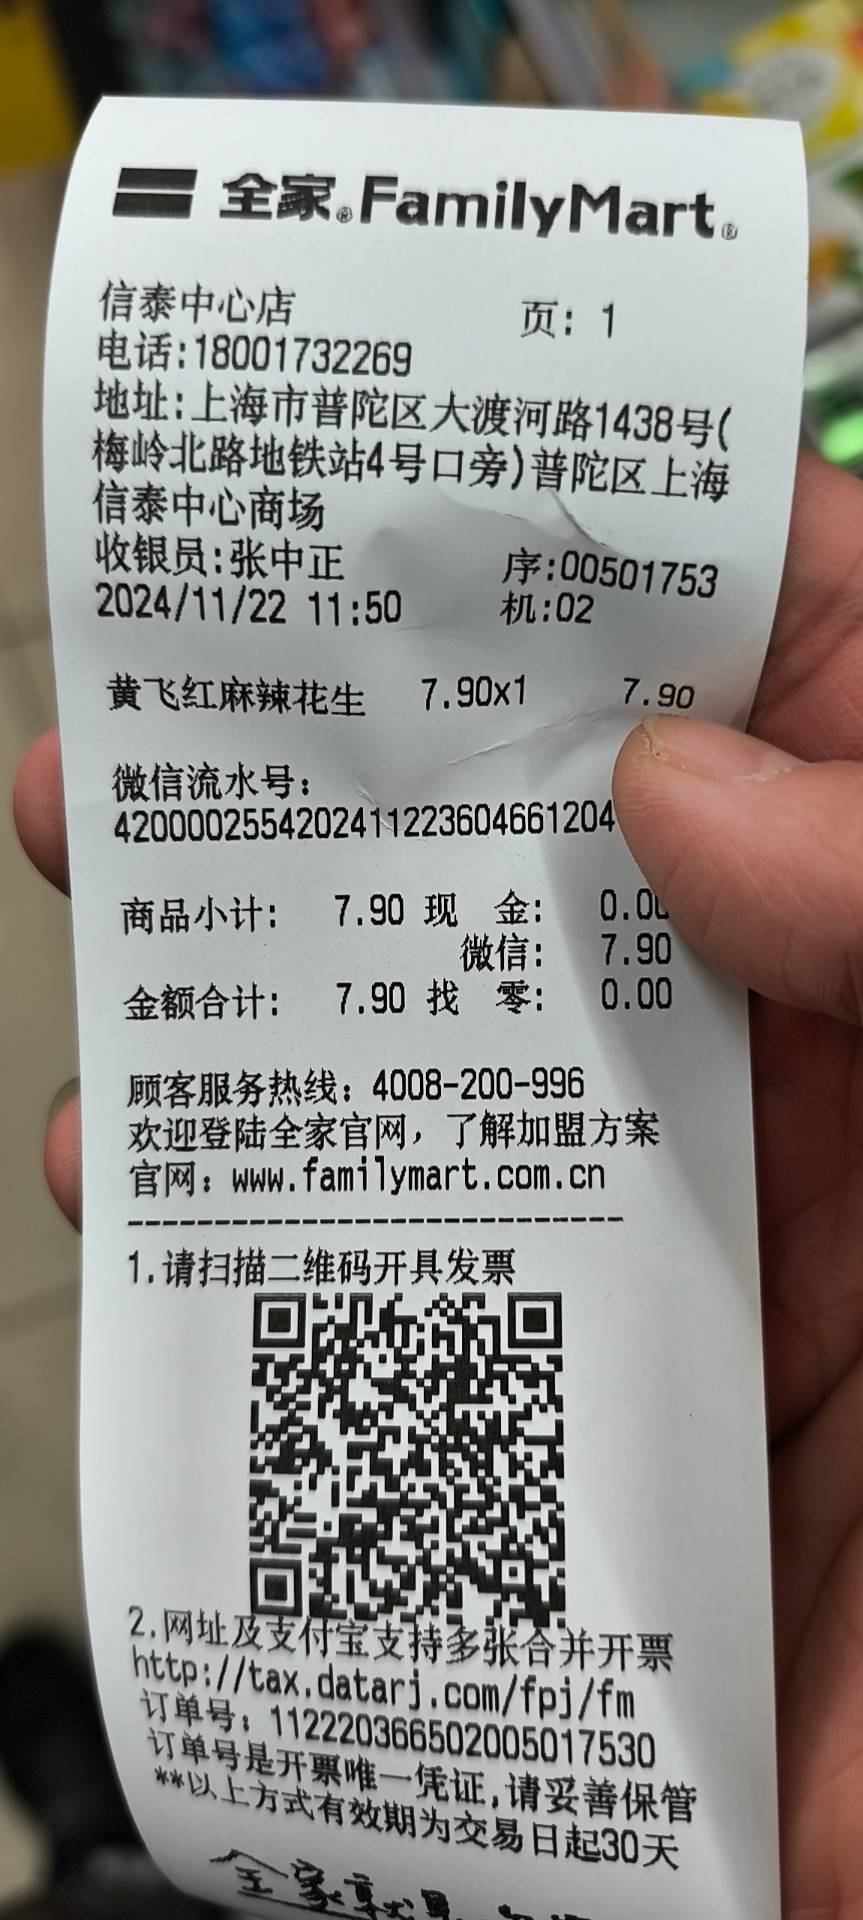 全家®FamilyMart®
信泰中心店 页: 1
电话:18001732269
地址:上海市普陀区大渡河路1438号(
梅岭北路地铁站4号口旁)普陀区上海
信泰中心商场
收银员:张中正 序:00501753
2024/11/22 11:50 机:02
黄飞红麻辣花生 7.90x1 7.90
微信流水号:
4200002554202411223604661204
商品小计: 7.90 现 金: 0.00
微信: 7.90
金额合计: 7.90 找 零: 0.00
顾客服务热线: 4008-200-996
欢迎登陆全家官网，了解加盟方案
官网: www.familymart.com.cn
----------------------------
1.请扫描二维码开具发票
2.网址及支付宝支持多张合并开票
http://tax.datarj.com/fpj/fm
订单号: 112220366502005017530
订单号是开票唯一凭证,请妥善保管
**以上方式有效期为交易日起30天
全家就是